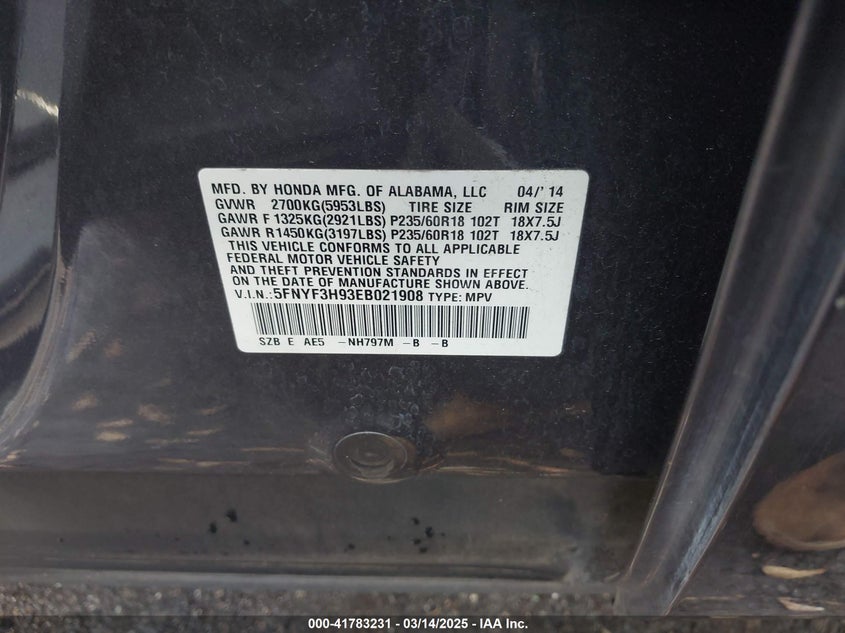 MFD. BY HONDA MFG. OF ALABAMA, LLC 04/'14
GVWR 2700KG(5953LBS) TIRE SIZE RIM SIZE
GAWR F 1325KG(2921LBS) P235/60R18 102T 18X7.5J
GAWR R1450KG(3197LBS) P235/60R18 102T 18X7.5J
THIS VEHICLE CONFORMS TO ALL APPLICABLE
FEDERAL MOTOR VEHICLE SAFETY
AND THEFT PREVENTION STANDARDS IN EFFECT
ON THE DATE OF MANUFACTURE SHOWN ABOVE.
V.I.N.:5FNYF3H93EB021908 TYPE: MPV
SZB E AE5 -NH797M -B -B
000-41783231 - 03/14/2025 - IAA Inc.